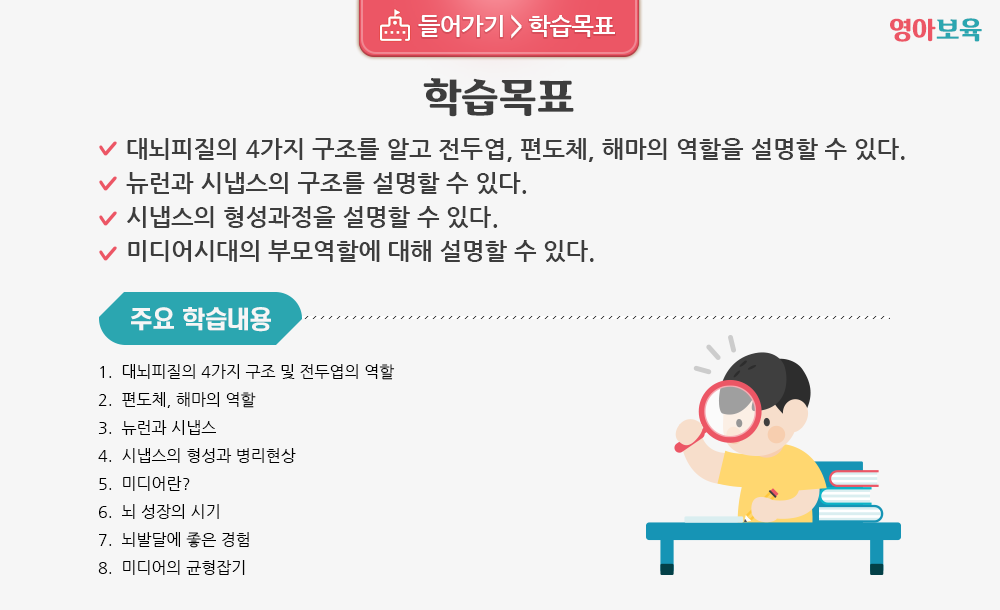 들어가기 > 학습목표
영아보육
학습목표
대뇌피질의 4가지 구조를 알고 전두엽, 편도체, 해마의 역할을 설명할 수 있다.
뉴런과 시냅스의 구조를 설명할 수 있다.
시냅스의 형성과정을 설명할 수 있다.
미디어시대의 부모역할에 대해 설명할 수 있다.
주요 학습내용
1. 대뇌피질의 4가지 구조 및 전두엽의 역할
2. 편도체, 해마의 역할
3. 뉴런과 시냅스
4. 시냅스의 형성과 병리현상
5. 미디어란?
6. 뇌 성장의 시기
7. 뇌발달에 좋은 경험
8. 미디어의 균형잡기